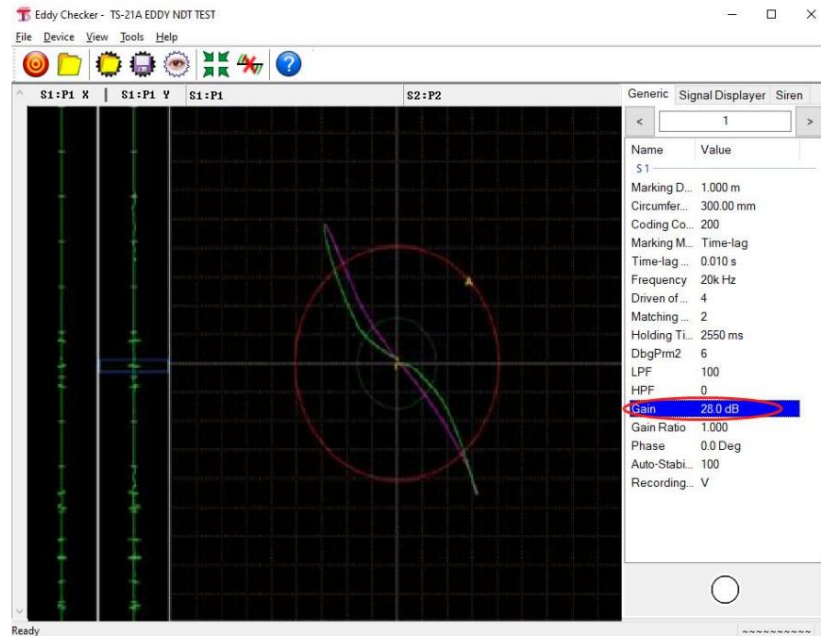 Eddy Checker - TS-21A EDDY NDT TEST
File Device View Tools Help
S1:P1 X | S1:P1 Y S1:P1 S2:P2
A
Generic Signal Displayer Siren
< 1 >
Name Value
S1
Marking D... 1.000 m
Circumfer... 300.00 mm
Coding Co... 200
Marking M... Time-lag
Time-lag ... 0.010 s
Frequency 20k Hz
Driven of ... 4
Matching ... 2
Holding Ti... 2550 ms
DbgPrm2 6
LPF 100
HPF 0
Gain 28.0 dB
Gain Ratio 1.000
Phase 0.0 Deg
Auto-Stabi... 100
Recording... V
Ready ~~~~~~~~~~